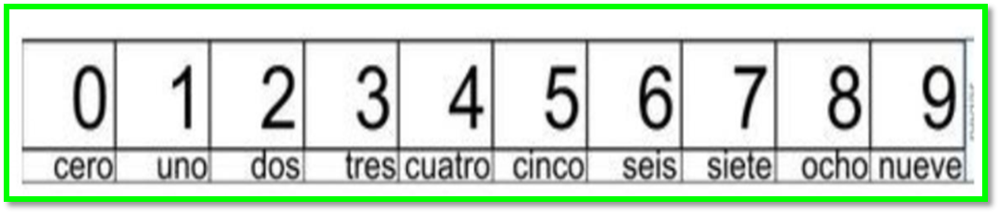 0 1 2 3 4 5 6 7 8 9
cero uno dos tres cuatro cinco seis siete ocho nueve